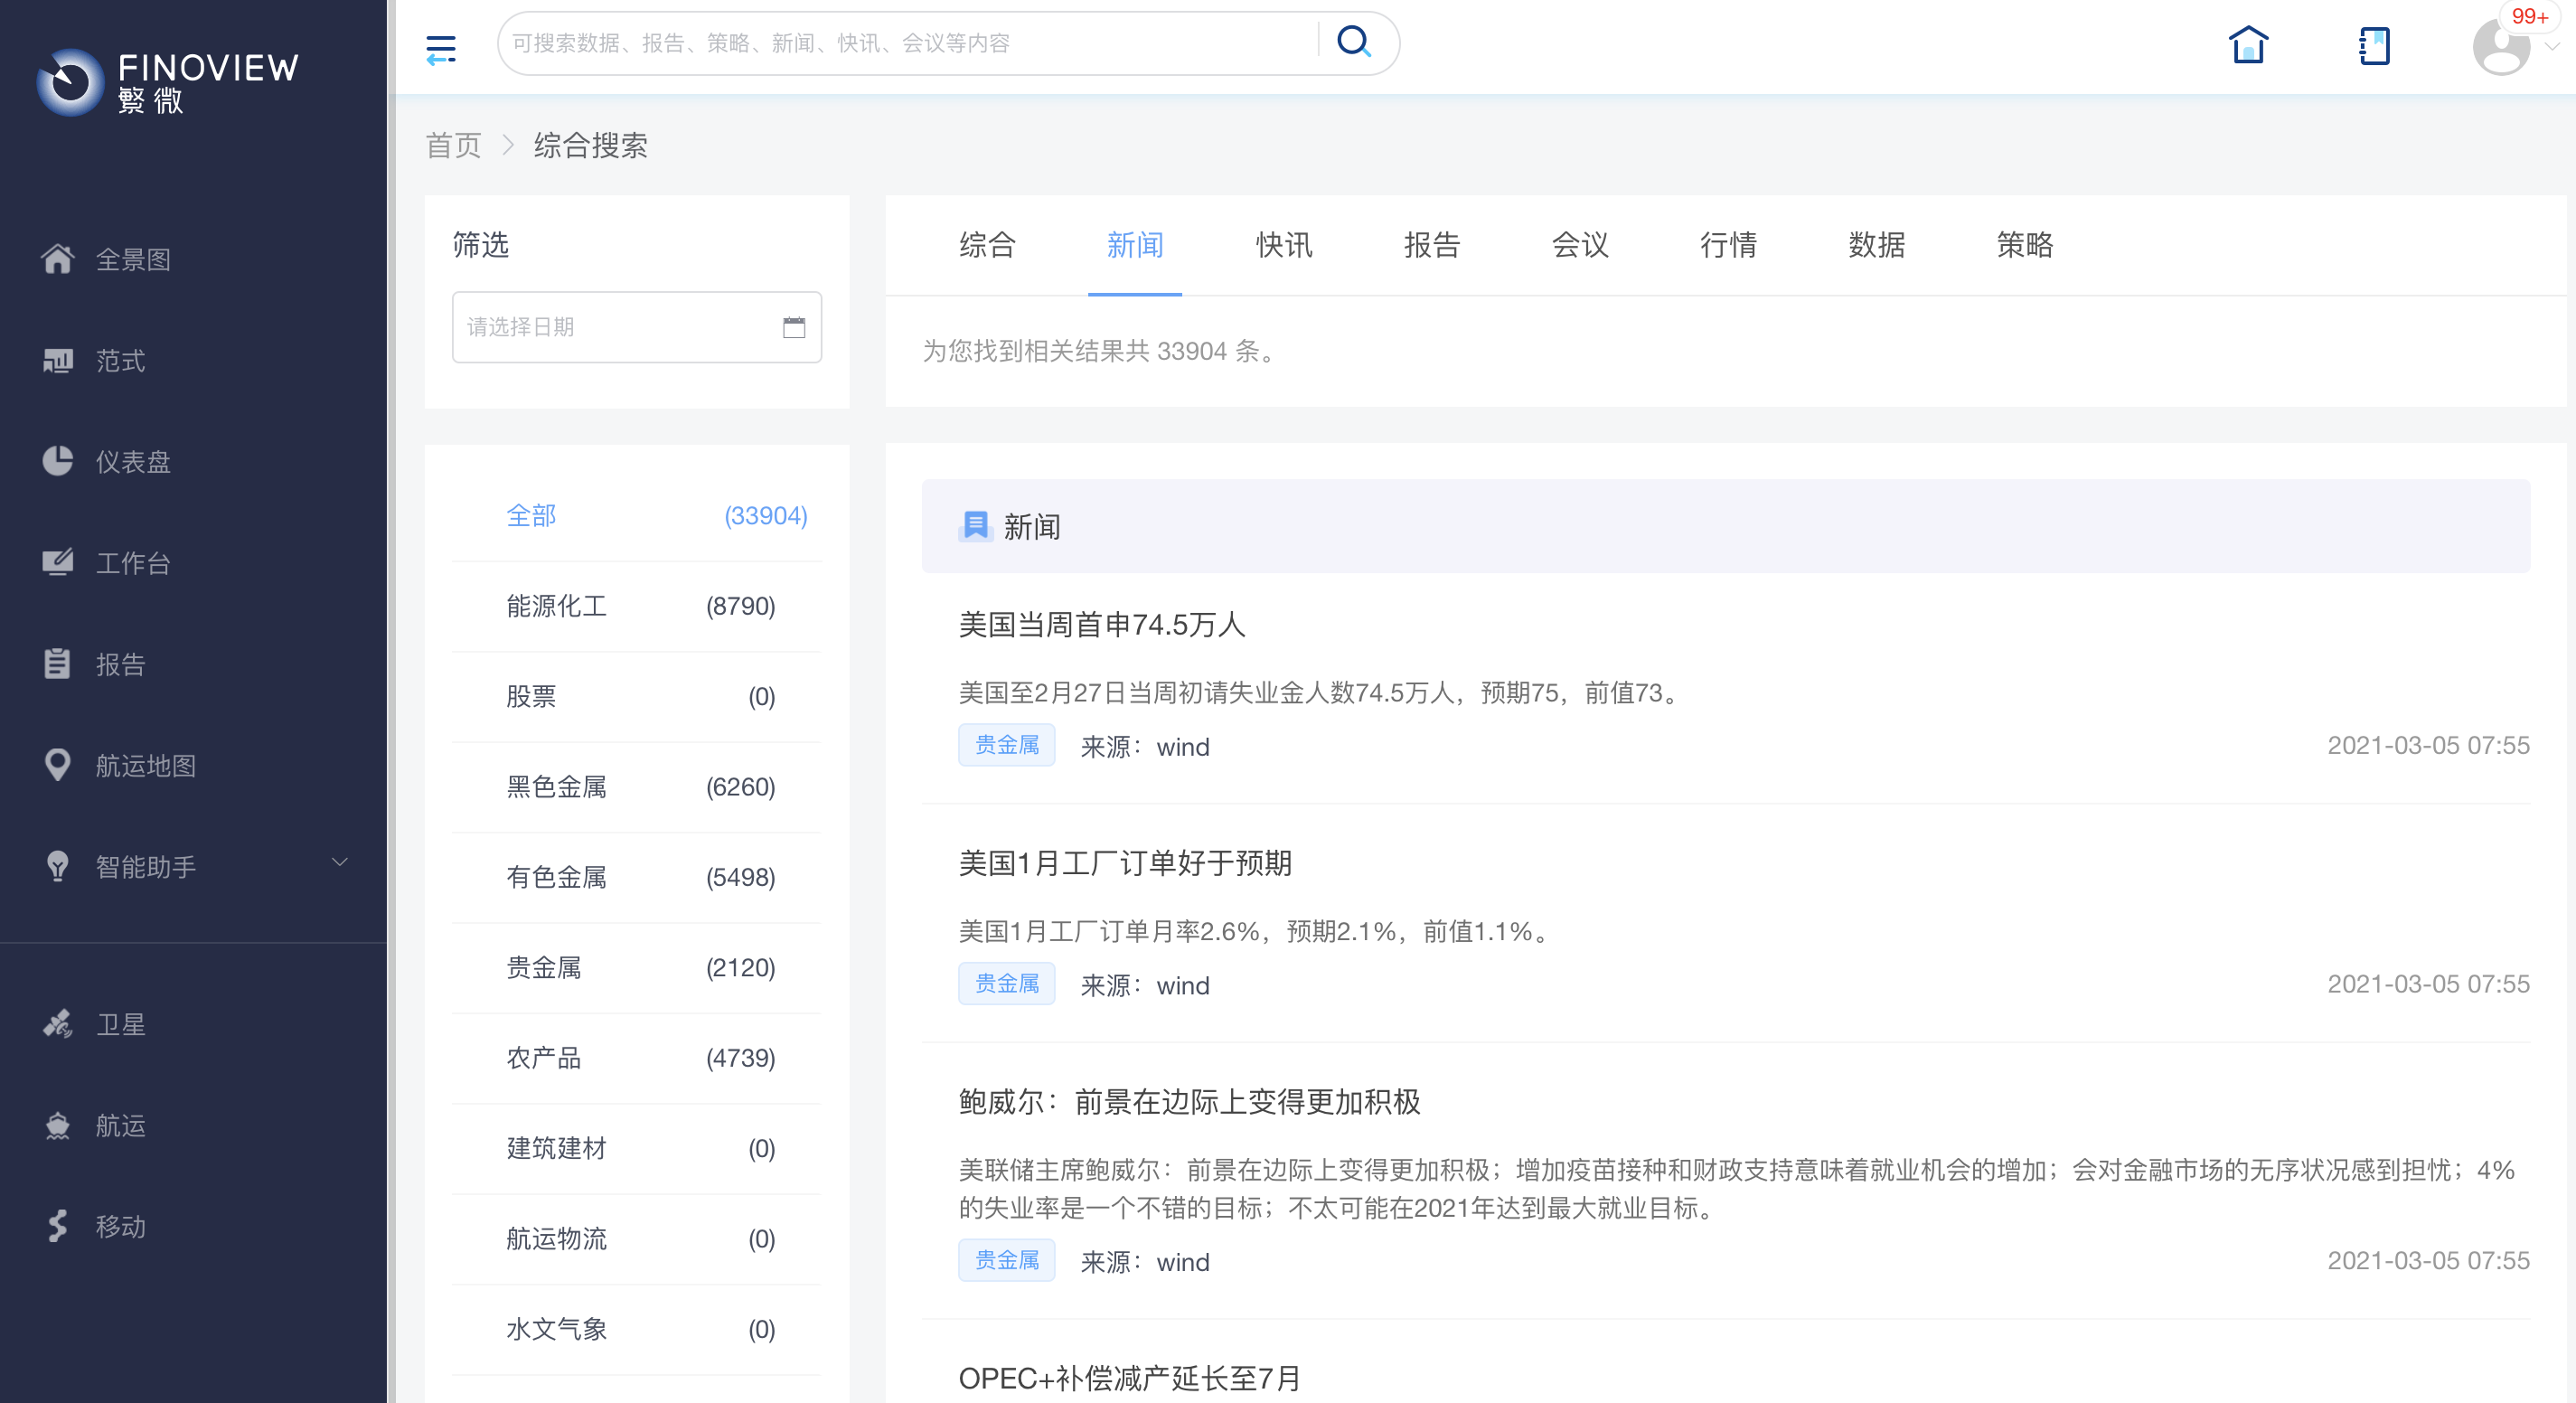 FINOVIEW
繁微
全景图
范式
仪表盘
工作台
报告
航运地图
智能助手
卫星
航运
移动
可搜索数据、报告、策略、新闻、快讯、会议等内容
99+
首页 > 综合搜索
筛选
请选择日期
全部 (33904)
能源化工 (8790)
股票 (0)
黑色金属 (6260)
有色金属 (5498)
贵金属 (2120)
农产品 (4739)
建筑建材 (0)
航运物流 (0)
水文气象 (0)
综合 新闻 快讯 报告 会议 行情 数据 策略
为您找到相关结果共 33904 条。
新闻
美国当周首申74.5万人
美国至2月27日当周初请失业金人数74.5万人，预期75，前值73。
贵金属 来源：wind 2021-03-05 07:55
美国1月工厂订单好于预期
美国1月工厂订单月率2.6%，预期2.1%，前值1.1%。
贵金属 来源：wind 2021-03-05 07:55
鲍威尔：前景在边际上变得更加积极
美联储主席鲍威尔：前景在边际上变得更加积极；增加疫苗接种和财政支持意味着就业机会的增加；会对金融市场的无序状况感到担忧；4%
的失业率是一个不错的目标；不太可能在2021年达到最大就业目标。
贵金属 来源：wind 2021-03-05 07:55
OPEC+补偿减产延长至7月